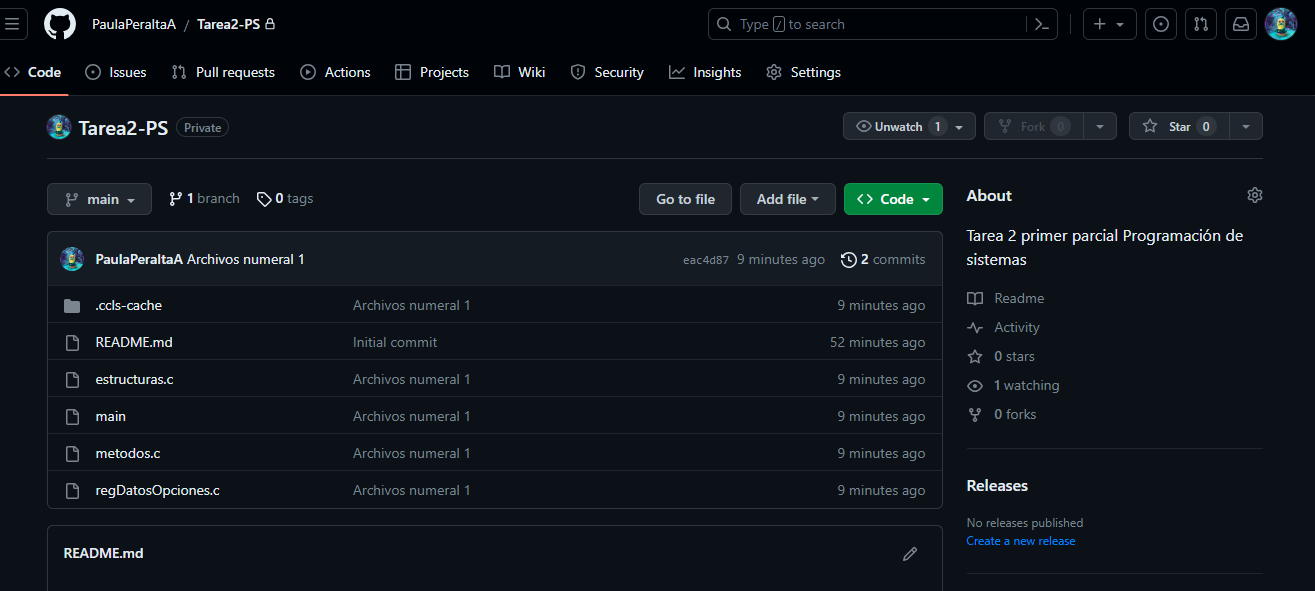 PaulaPeraltaA / Tarea2-PS Type / to search
Code Issues Pull requests Actions Projects Wiki Security Insights Settings
Tarea2-PS Private Unwatch 1 Fork 0 Star 0
main 1 branch 0 tags Go to file Add file Code
PaulaPeraltaA Archivos numeral 1 eac4d87 9 minutes ago 2 commits
.ccls-cache Archivos numeral 1 9 minutes ago
README.md Initial commit 52 minutes ago
estructuras.c Archivos numeral 1 9 minutes ago
main Archivos numeral 1 9 minutes ago
metodos.c Archivos numeral 1 9 minutes ago
regDatosOpciones.c Archivos numeral 1 9 minutes ago
README.md
About
Tarea 2 primer parcial Programación de
sistemas
Readme
Activity
0 stars
1 watching
0 forks
Releases
No releases published
Create a new release